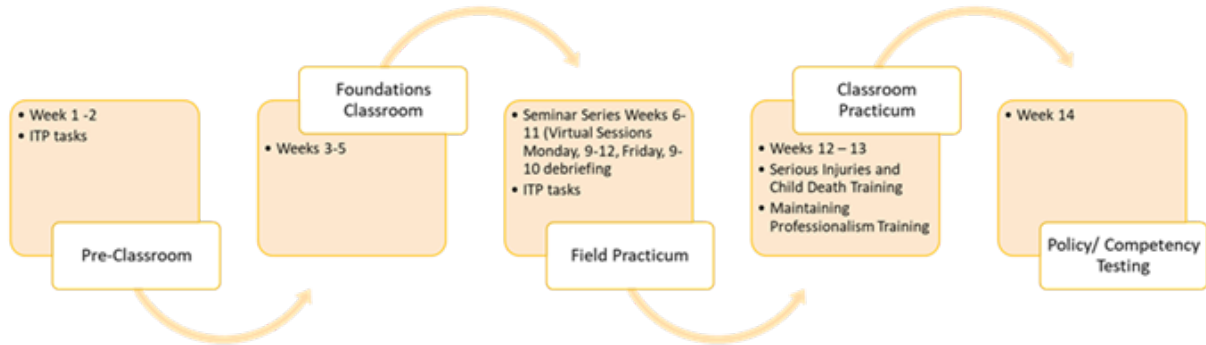 • Week 1 -2
• ITP tasks
Pre-Classroom
Foundations
Classroom
• Weeks 3-5
• Seminar Series Weeks 6-
11 (Virtual Sessions
Monday, 9-12, Friday, 9-
10 debriefing
• ITP tasks
Field Practicum
Classroom
Practicum
• Weeks 12 – 13
• Serious Injuries and
Child Death Training
• Maintaining
Professionalism Training
• Week 14
Policy/ Competency
Testing